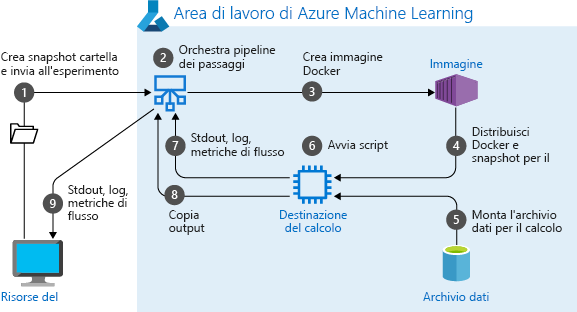 Area di lavoro di Azure Machine Learning
Crea snapshot cartella
e invia all'esperimento
1
2
Orchestra pipeline
dei passaggi
Crea immagine
Docker
3
Immagine
4
Distribuisci
Docker e
snapshot per il
7
Stdout, log,
metriche di flusso
6
Avvia script
9
Stdout, log,
metriche di
flusso
8
Copia
output
Destinazione
del calcolo
5
Monta l'archivio
dati per il calcolo
Risorse del
Archivio dati